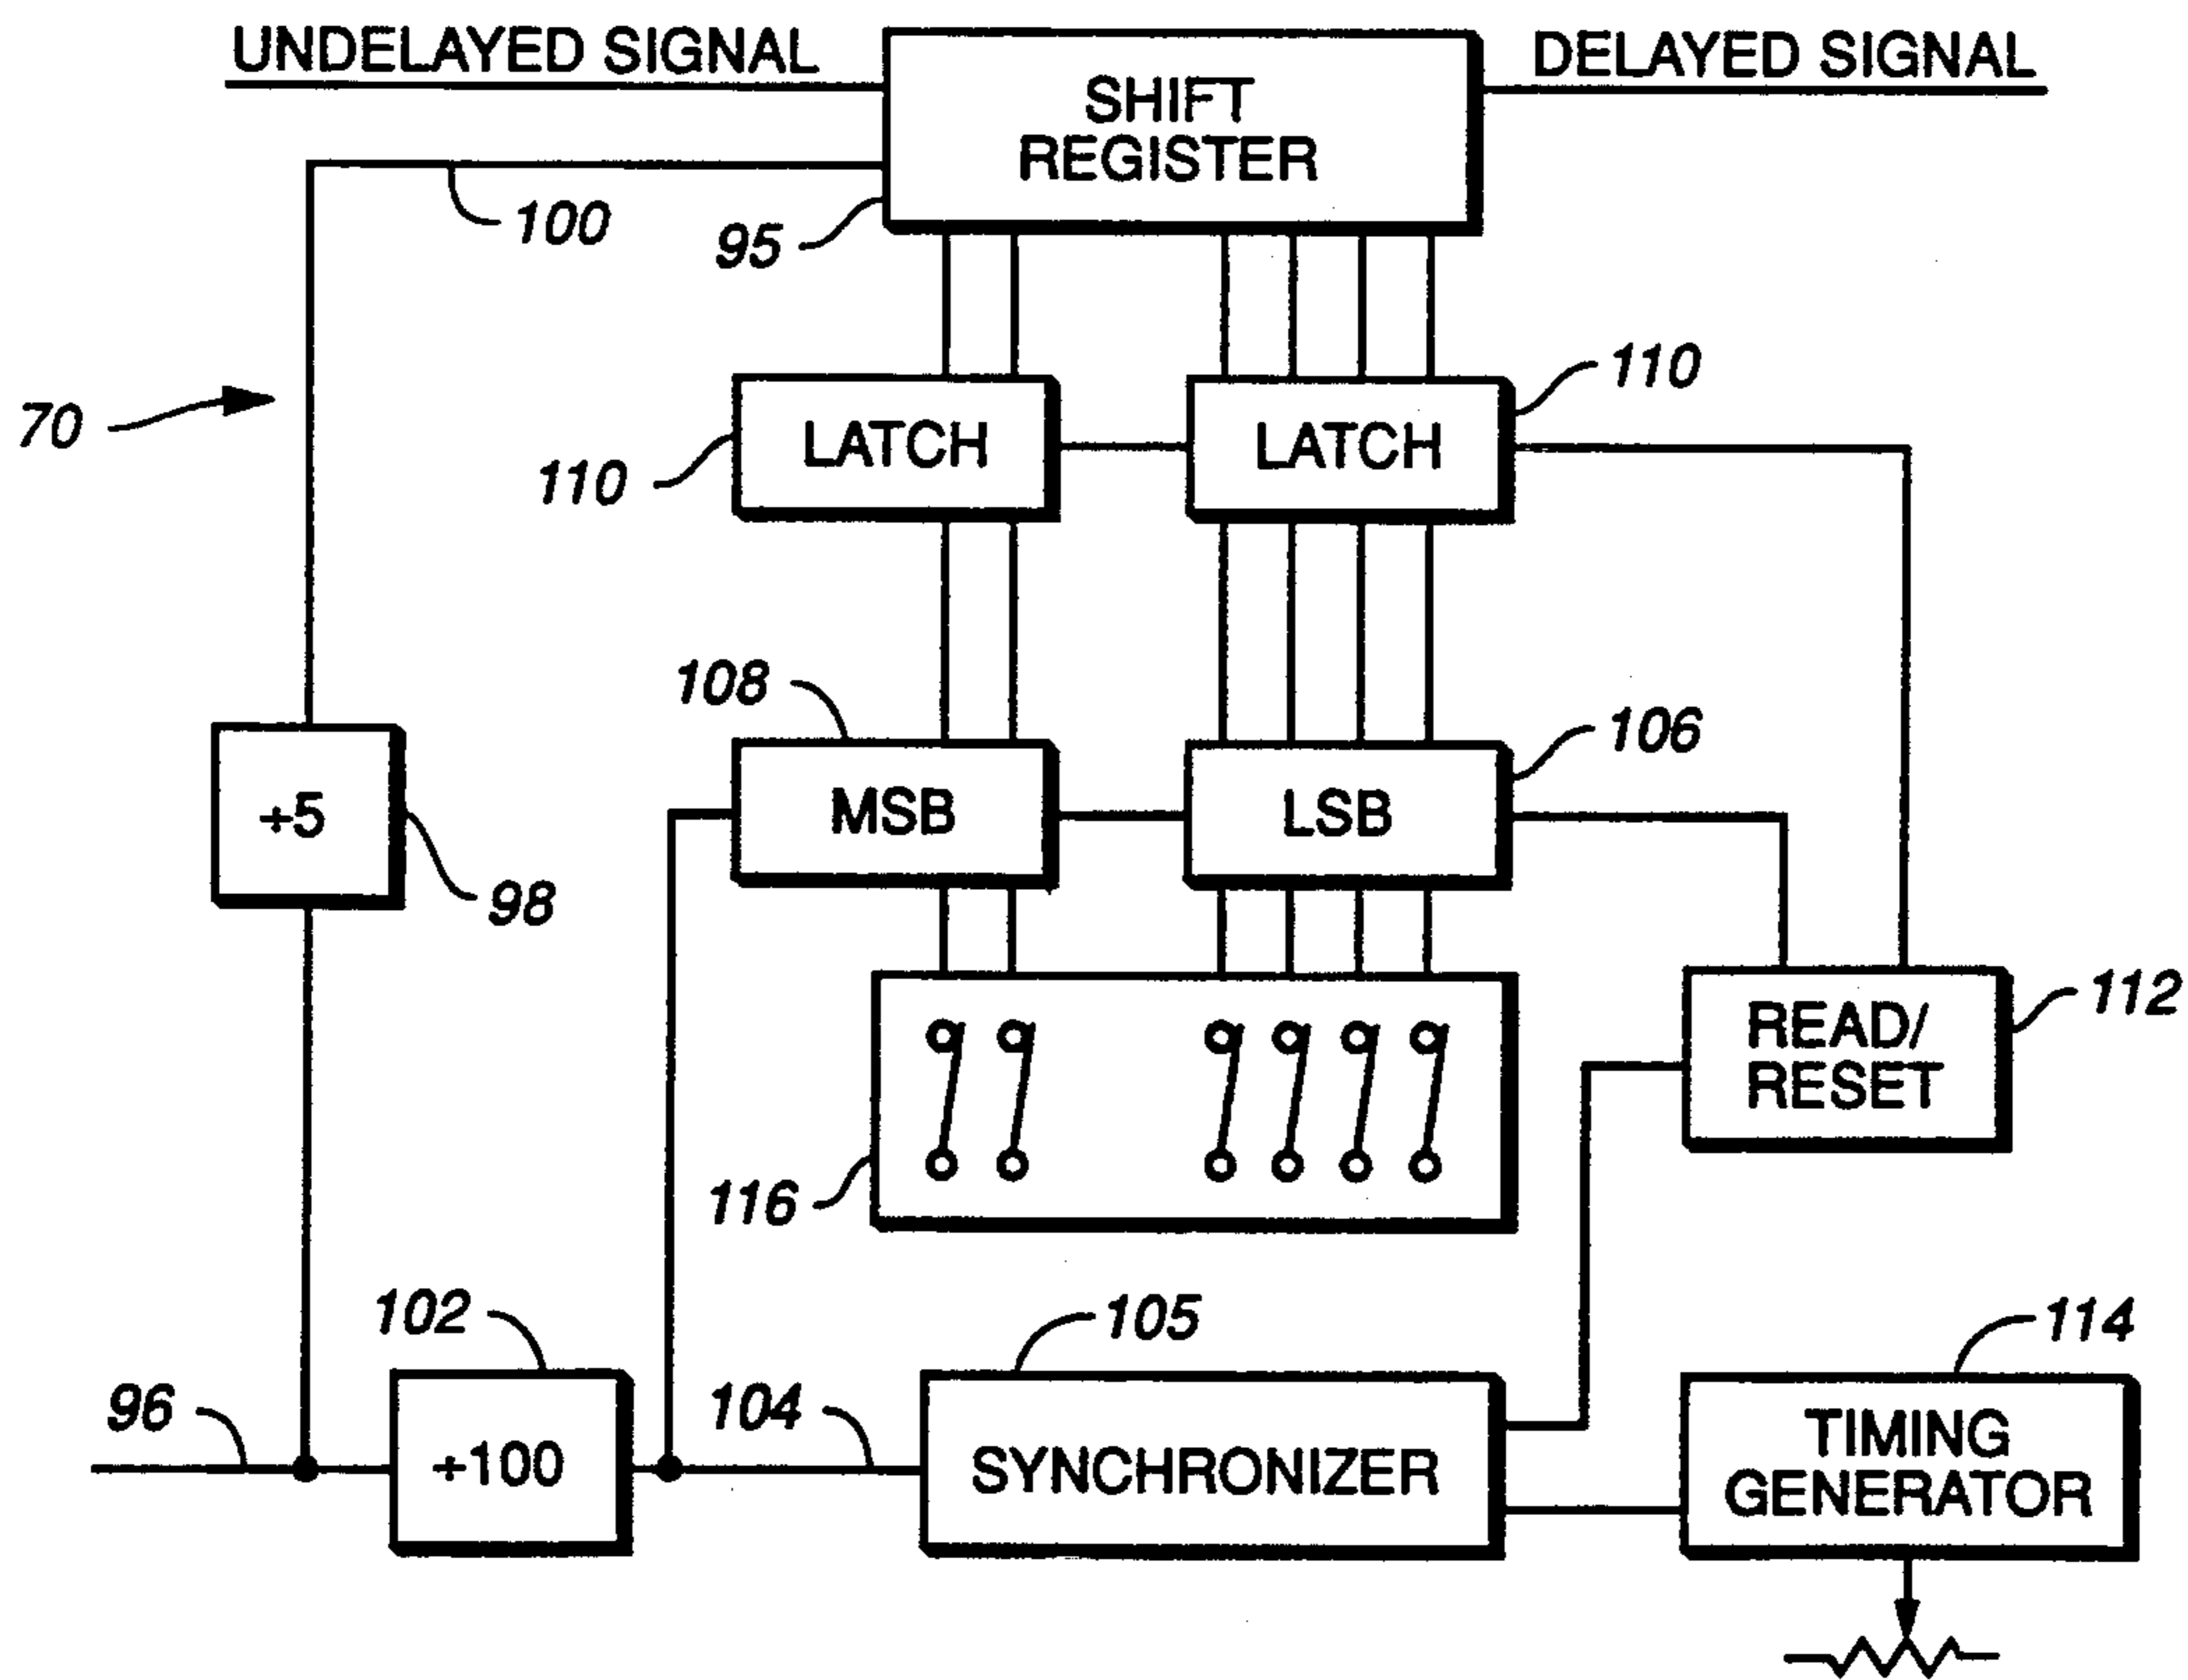 UNDELAYED SIGNAL
DELAYED SIGNAL
SHIFT
REGISTER
100
95
70
110
LATCH
LATCH
110
108
106
÷5
MSB
LSB
98
112
READ/
RESET
116
102
105
114
96
÷100
104
SYNCHRONIZER
TIMING
GENERATOR